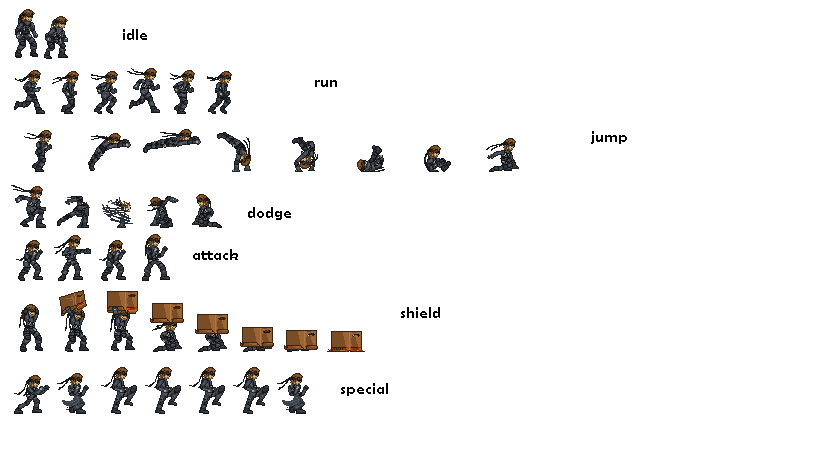 idle
run
jump
dodge
attack
shield
special